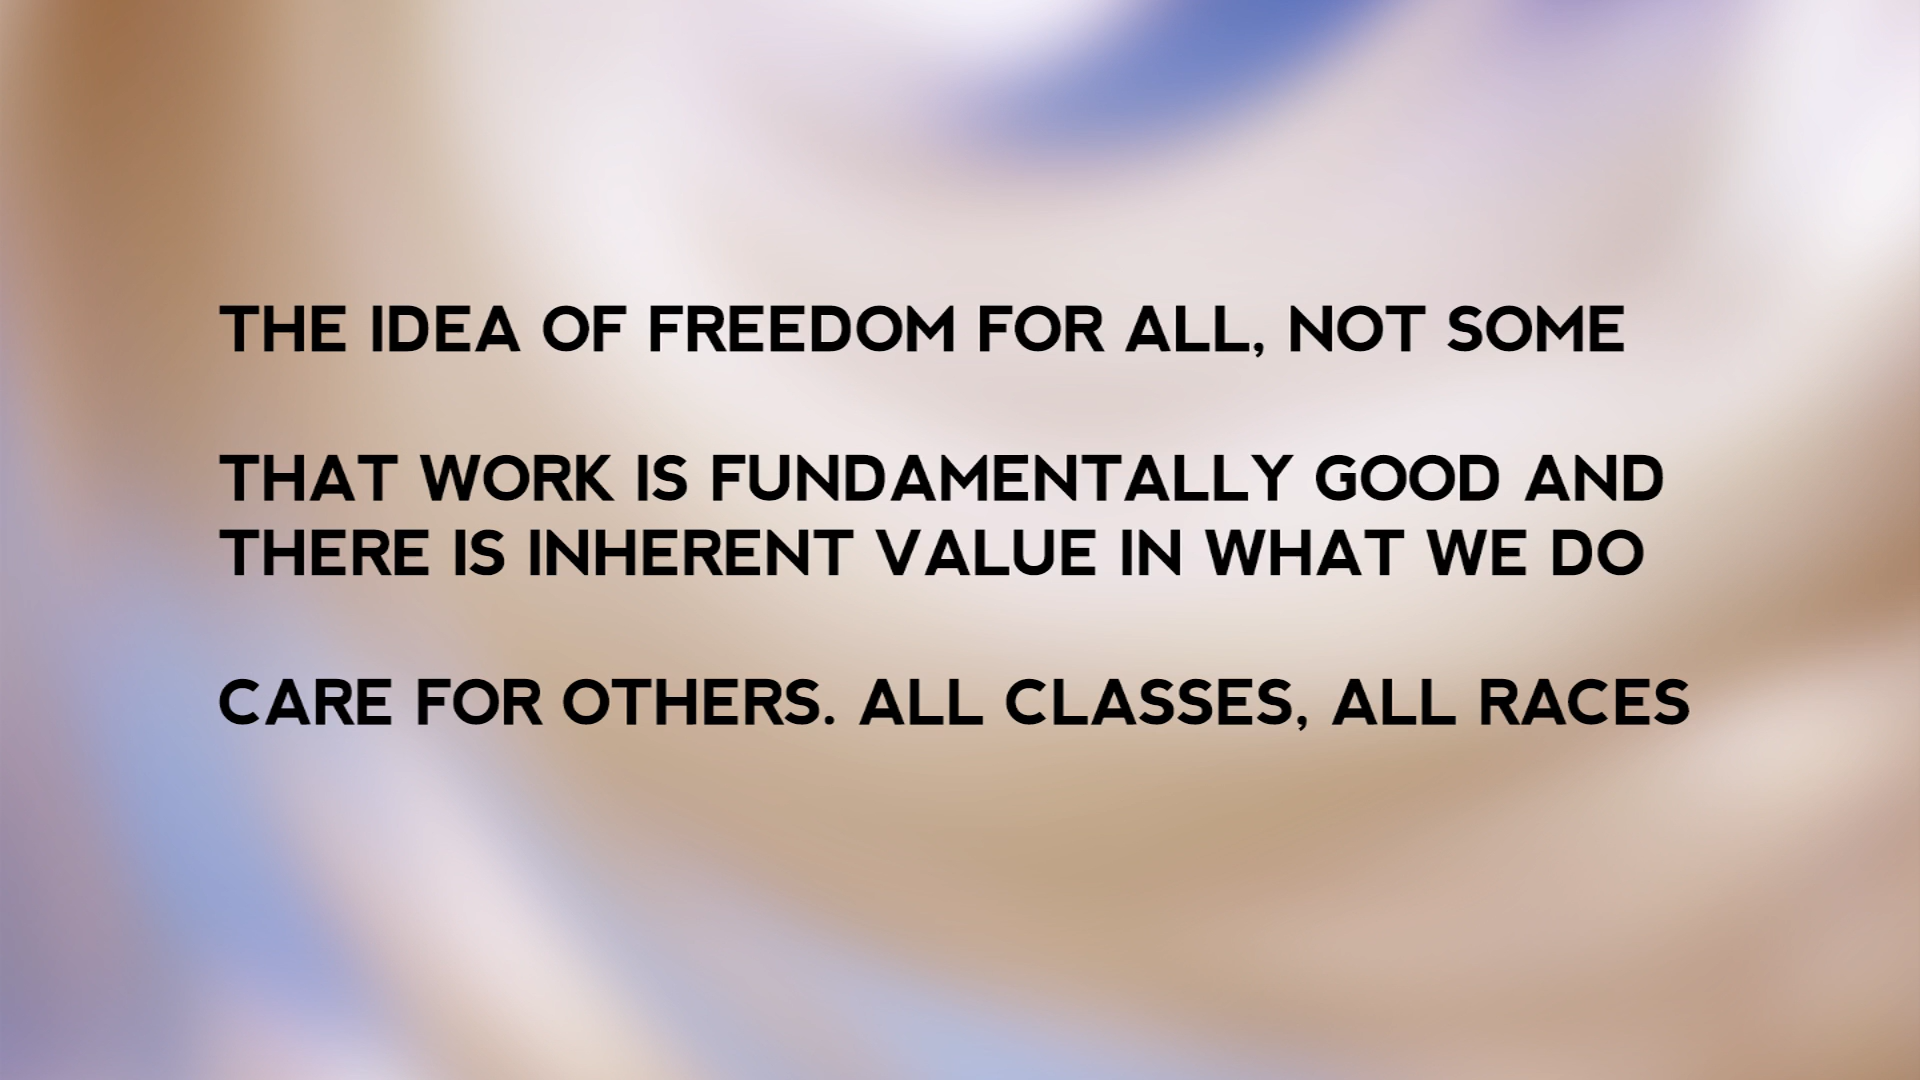 THE IDEA OF FREEDOM FOR ALL, NOT SOME
THAT WORK IS FUNDAMENTALLY GOOD AND
THERE IS INHERENT VALUE IN WHAT WE DO
CARE FOR OTHERS. ALL CLASSES, ALL RACES